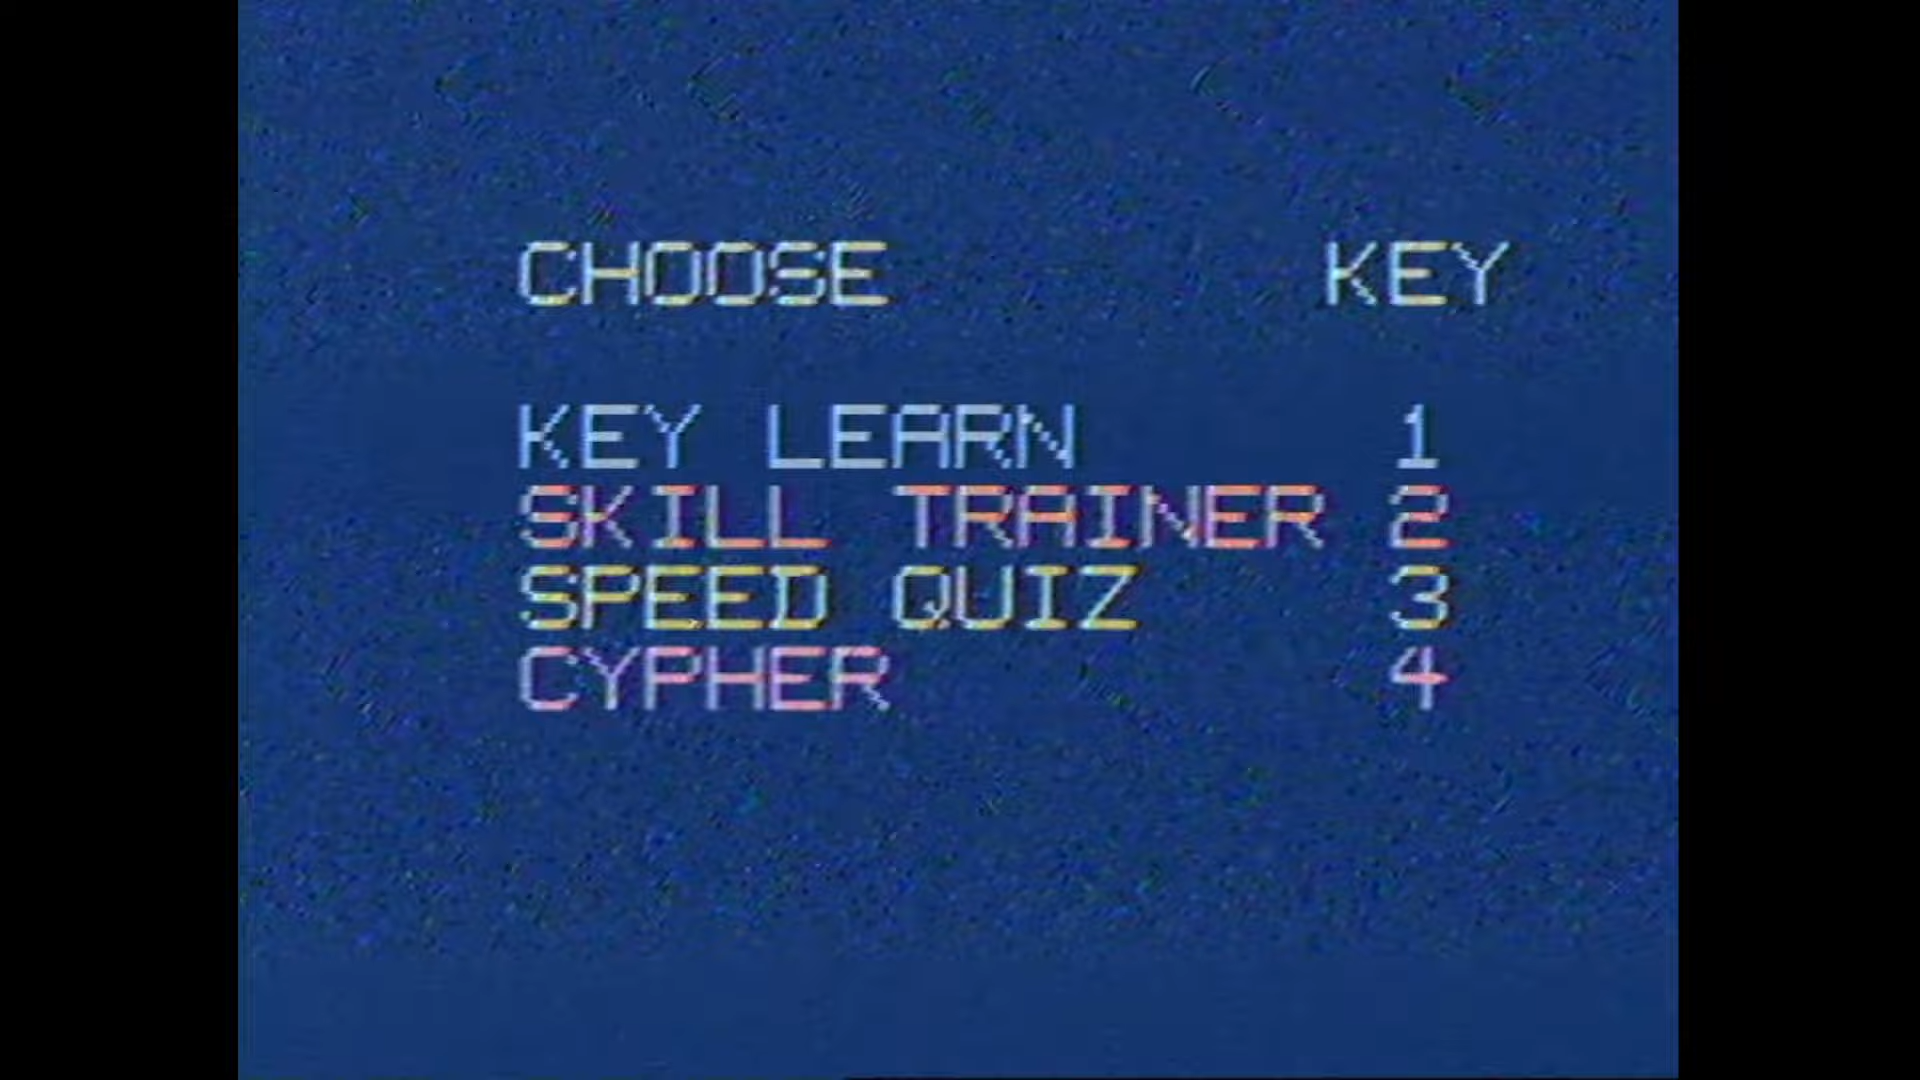 CHOOSE KEY
KEY LEARN 1
SKILL TRAINER 2
SPEED QUIZ 3
CYPHER 4